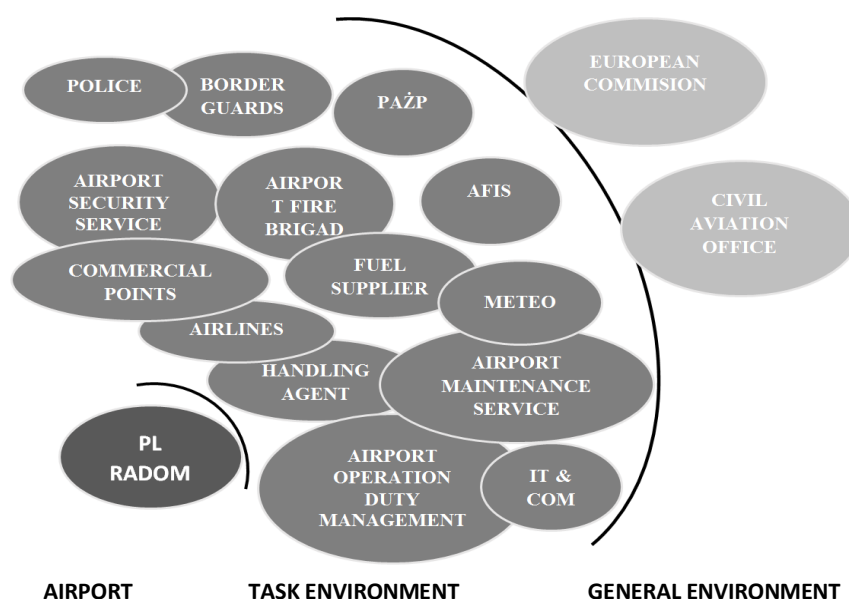 EUROPEAN
COMMISION
POLICE
BORDER
GUARDS
PAŻP
AIRPORT
SECURITY
SERVICE
AIRPOR
T FIRE
BRIGAD
AFIS
CIVIL
AVIATION
OFFICE
COMMERCIAL
POINTS
FUEL
SUPPLIER
METEO
AIRLINES
HANDLING
AGENT
AIRPORT
MAINTENANCE
SERVICE
PL
RADOM
AIRPORT
OPERATION
DUTY
MANAGEMENT
IT &
COM
AIRPORT
TASK ENVIRONMENT
GENERAL ENVIRONMENT